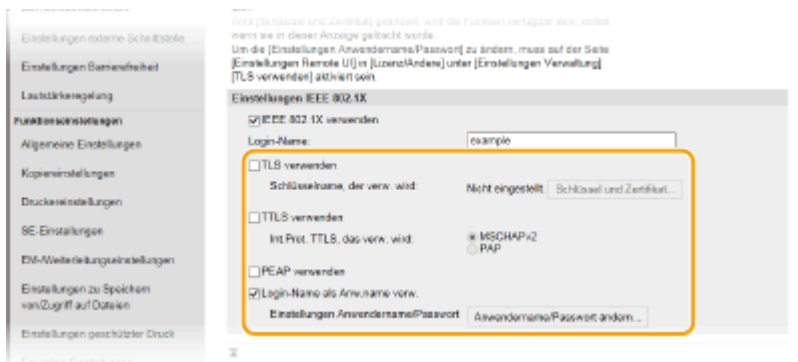 Einstellungen externe Schnittstelle
Einstellungen Barrierefreiheit
Lautstärkeregelung
Funktionseinstellungen
Allgemeine Einstellungen
Kopiereinstellungen
Druckereinstellungen
SE-Einstellungen
EM-/Weiterleitungseinstellungen
Einstellungen zu Speichern
von/Zugriff auf Dateien
Einstellungen geschützter Druck
Wird [Schlüssel und Zertifikat] geändert, wird die Funktion verfügbar sein, selbst
wenn sie in dieser Anzeige gelöscht wurde.
Um die [Einstellungen Anwendername/Passwort] zu ändern, muss auf der Seite
[Einstellungen Remote UI] in [Lizenz/Andere] unter [Einstellungen Verwaltung]
[TLS verwenden] aktiviert sein.
Einstellungen IEEE 802.1X
IEEE 802.1X verwenden
Login-Name: example
TLS verwenden
Schlüsselname, der verw. wird: Nicht eingestellt Schlüssel und Zertifikat...
TTLS verwenden
Int.Prot. TTLS, das verw. wird: MSCHAPv2
PAP
PEAP verwenden
Login-Name als Anw.name verw.
Einstellungen Anwendername/Passwort Anwendername/Passwort ändern...